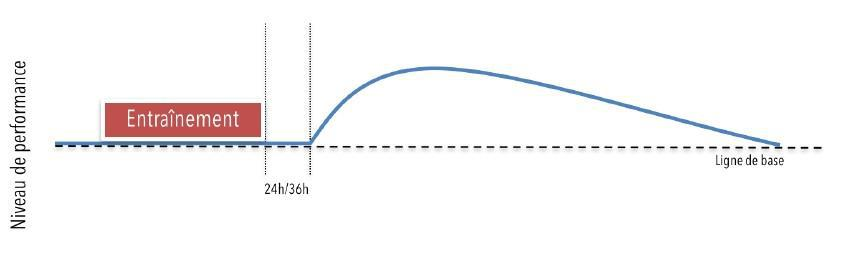 Niveau de performance
Entraînement
24h/36h
Ligne de base